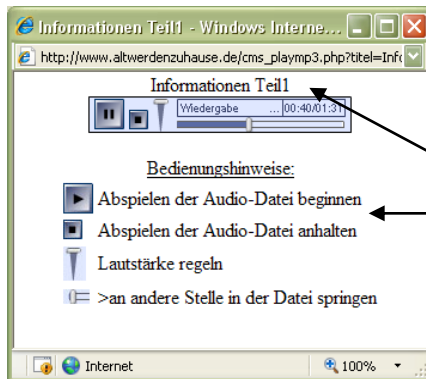 Informationen Teil1 - Windows Interne...
http://www.altwerdenzuhause.de/cms_playmp3.php?titel=Info
Informationen Teil1
Wiedergabe ... 00:40/01:31
Bedienungshinweise:
Abspielen der Audio-Datei beginnen
Abspielen der Audio-Datei anhalten
Lautstärke regeln
>an andere Stelle in der Datei springen
Internet 100%